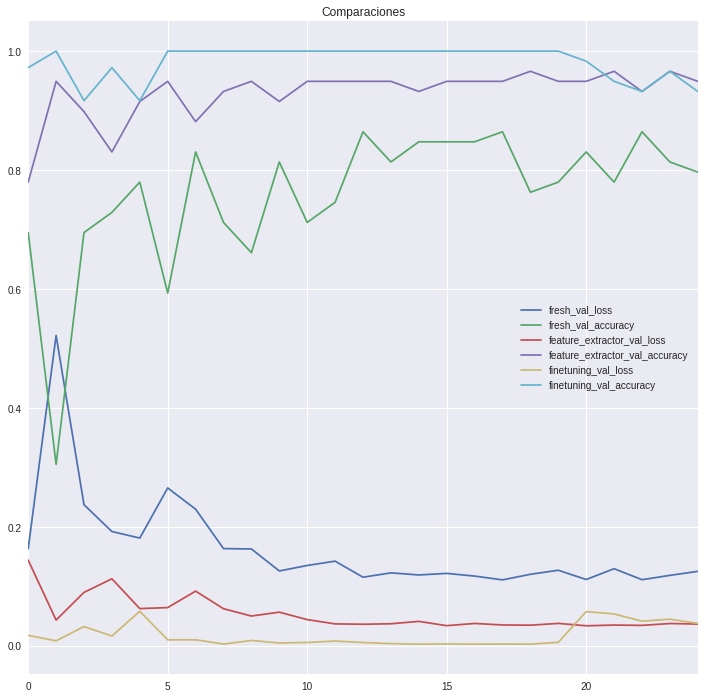 Comparaciones
1.0
0.8
0.6
0.4
0.2
0.0
fresh_val_loss
fresh_val_accuracy
feature_extractor_val_loss
feature_extractor_val_accuracy
finetuning_val_loss
finetuning_val_accuracy
0 5 10 15 20